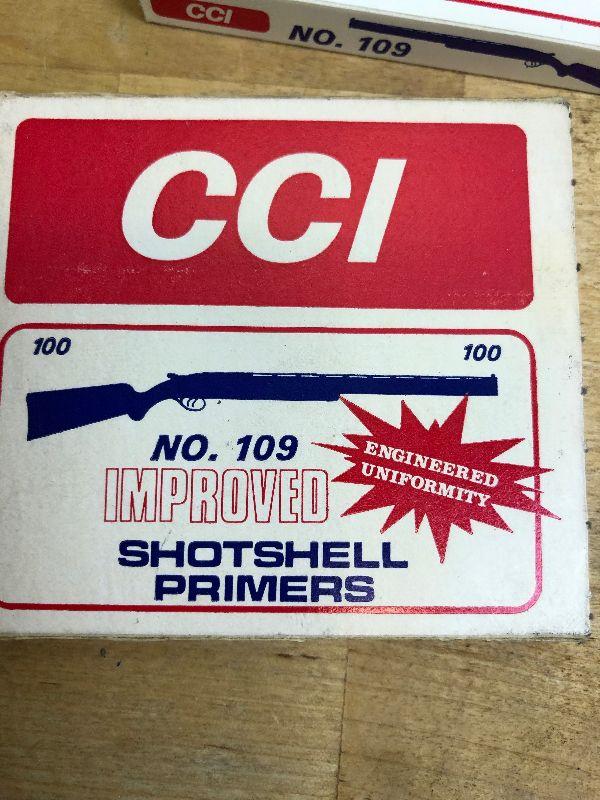 CCI
NO. 109
CCI
100
100
NO. 109
IMPROVED
ENGINEERED
UNIFORMITY
SHOTSHELL
PRIMERS